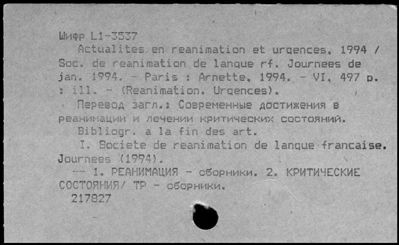 Шифр L1-3537
Actualites en reanimation et urgences, 1994 /
Soc. de reanimation de langue rf. Journees de
jan. 1994. - Paris : Arnette, 1994. - VI, 497 p.
: ill. - (Reanimation. Urgences).
Перевод загл.: Современные достижения в
реанимации и лечении критических состояний.
Bibliogr. a la fin des art.
I. Societe de reanimation de langue francaise.
Journees (1994).
-- 1. РЕАНИМАЦИЯ - сборники. 2. КРИТИЧЕСКИЕ
СОСТОЯНИЯ/ ТР - сборники.
217827